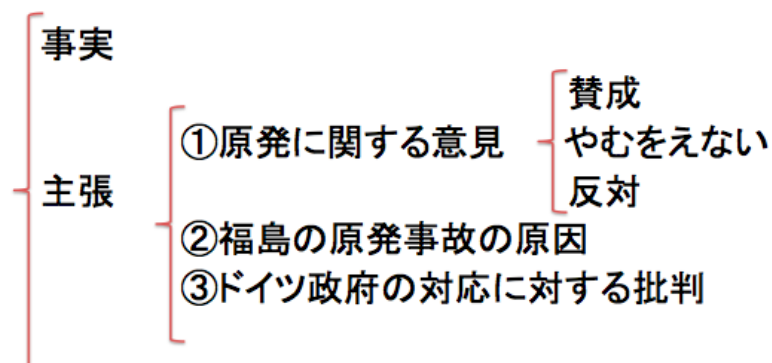 事実
主張
①原発に関する意見
賛成
やむをえない
反対
②福島の原発事故の原因
③ドイツ政府の対応に対する批判